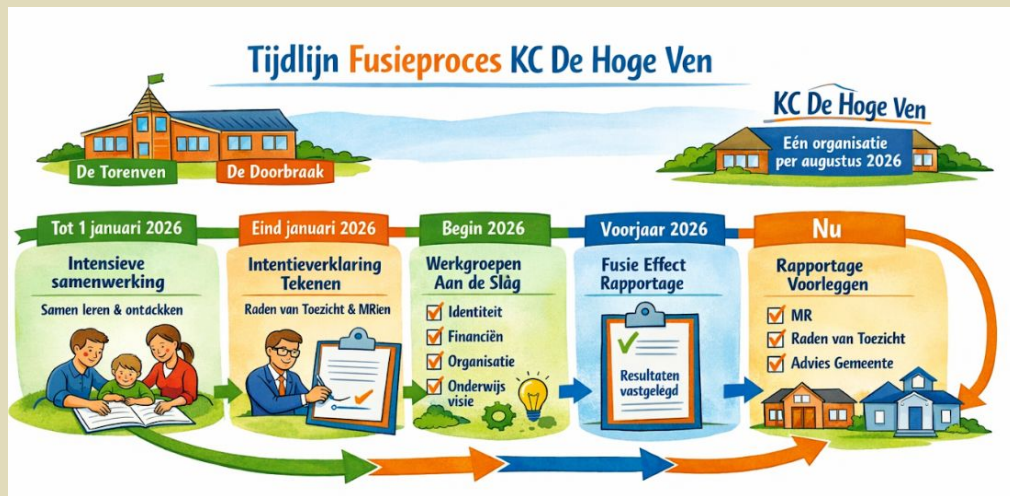 Tijdlijn Fusieproces KC De Hoge Ven
De Torenven
De Doorbraak
KC De Hoge Ven
Eén organisatie
per augustus 2026
Tot 1 januari 2026
Intensieve
samenwerking
Samen leren & ontdckken
Eind januari 2026
Intentieverklaring
Tekenen
Raden van Toezicht & MRien
Begin 2026
Werkgroepen
Aan de Slåg
Identiteit
Financiën
Organisatie
Onderwijs
visie
Voorjaar 2026
Fusie Effect
Rapportage
Resultaten
vastgelegd
Nu
Rapportage
Voorleggen
MR
Raden van Toezicht
Advies Gemeente